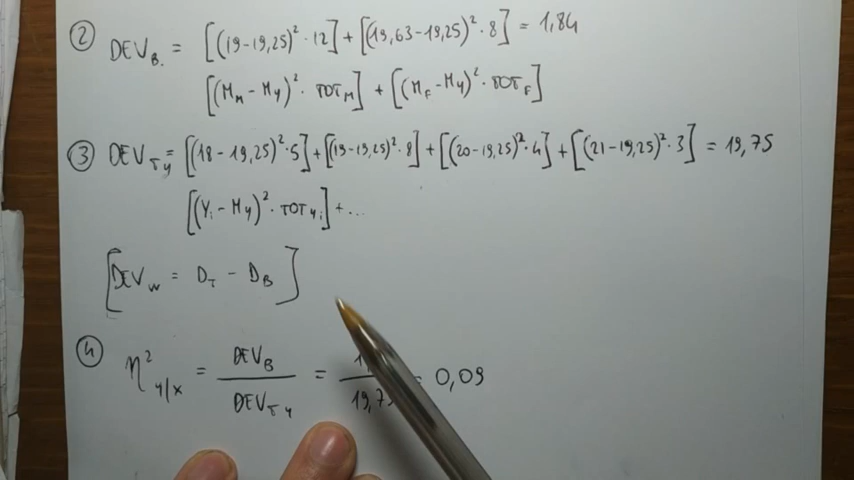 ② DEV_B. = [(19-19,25)²·12]+[(19,63-19,25)²·8] = 1,84
[(M_M - M_Y)²· TOT_M] + [(M_F - M_Y)²· TOT_F]
③ DEV_TY = [(18-19,25)²·5]+[(19-19,25)²·8]+[(20-19,25)²·4]+[(21-19,25)²·3] = 19,75
[(Y_i - M_Y)²· TOT_Yi]+...
[DEV_W = D_T - D_B]
④ η²_Y|X = DEV_B / DEV_TY = / 19,7 = 0,09